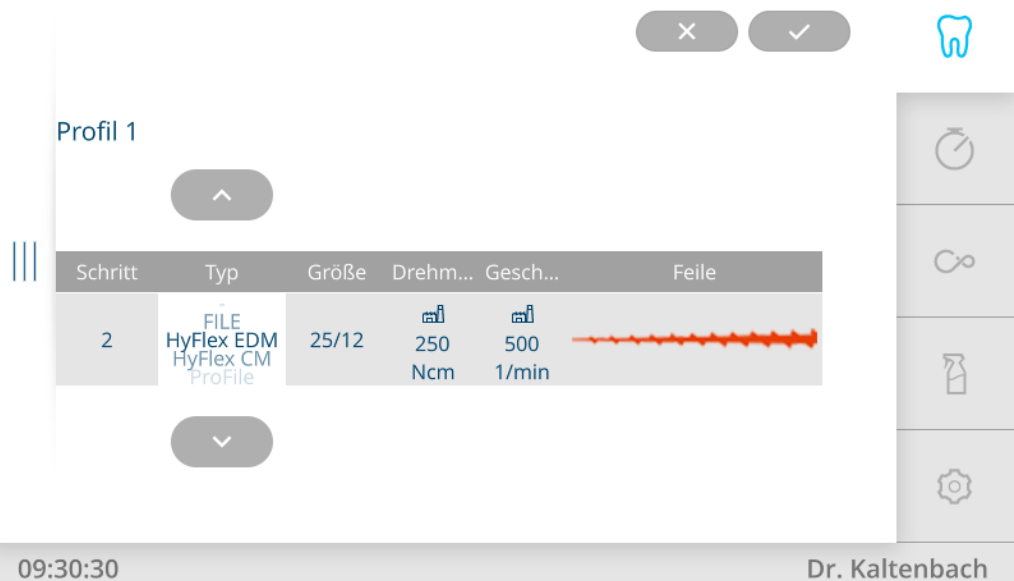 Profil 1
Schritt Typ Größe Drehm... Gesch... Feile
FILE
HyFlex EDM
HyFlex CM
ProFile
2
25/12
250
Ncm
500
1/min
09:30:30
Dr. Kaltenbach